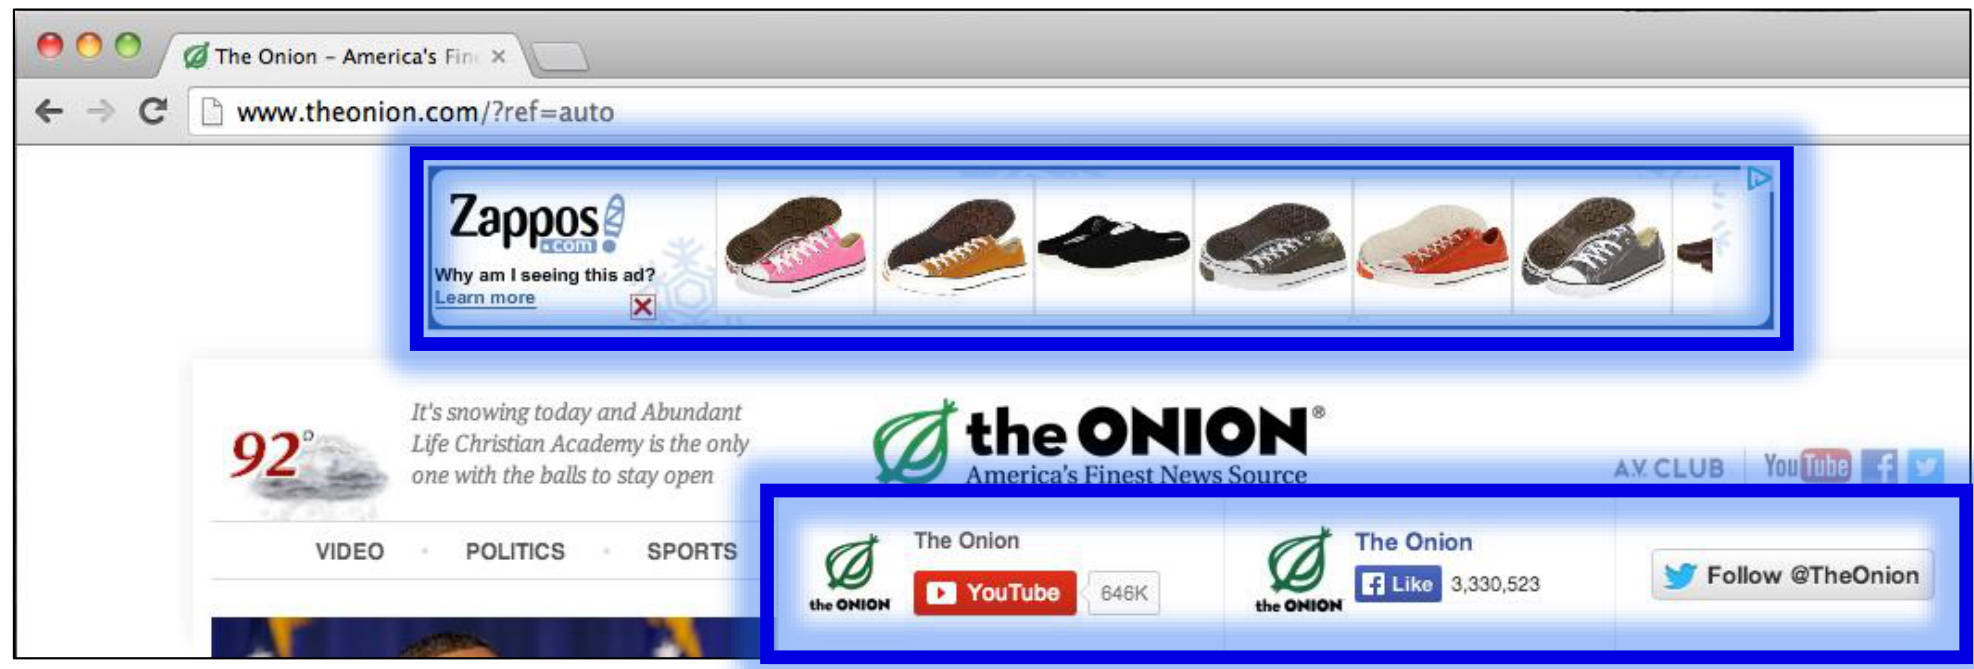 The Onion – America's Fin
www.theonion.com/?ref=auto
Zappos
.com
Why am I seeing this ad?
Learn more
92°
It's snowing today and Abundant
Life Christian Academy is the only
one with the balls to stay open
the ONION®
America's Finest News Source
A.V. CLUB
YouTube
VIDEO • POLITICS • SPORTS
the ONION
The Onion
YouTube 646K
the ONION
The Onion
Like 3,330,523
Follow @TheOnion